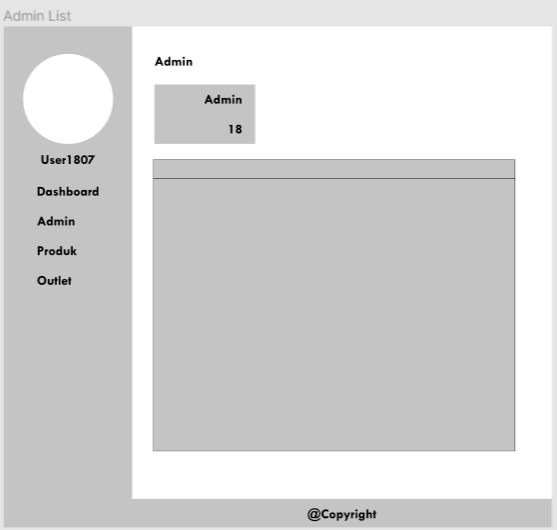 Admin List
User1807
Dashboard
Admin
Produk
Outlet
Admin
Admin
18
@Copyright